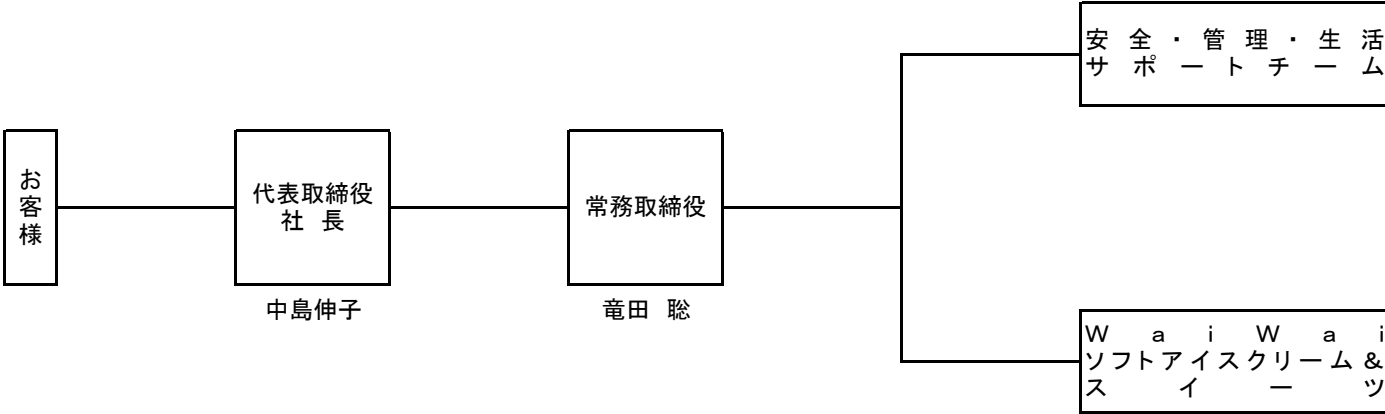 お客様
代表取締役
社 長
中島伸子
常務取締役
竜田 聡
安全・管理・生活
サポートチーム
WaiWai
ソフトアイスクリーム&
スイーツ